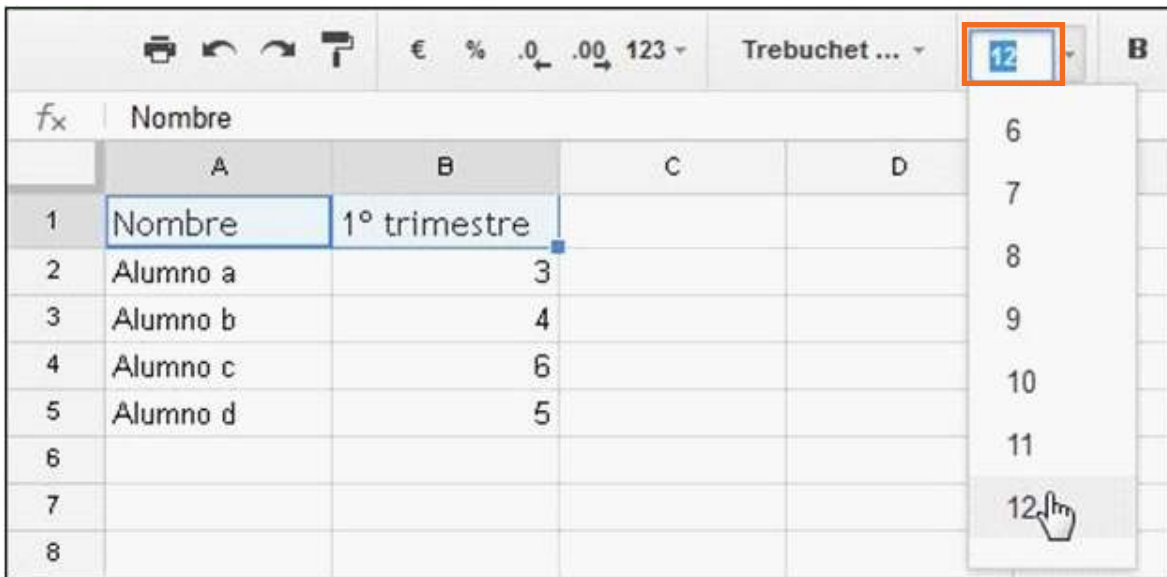 € % .0 .00 123 Trebuchet ... 12 B
fx Nombre
A B C D
1 Nombre 1º trimestre
2 Alumno a 3
3 Alumno b 4
4 Alumno c 6
5 Alumno d 5
6
7
8
6
7
8
9
10
11
12